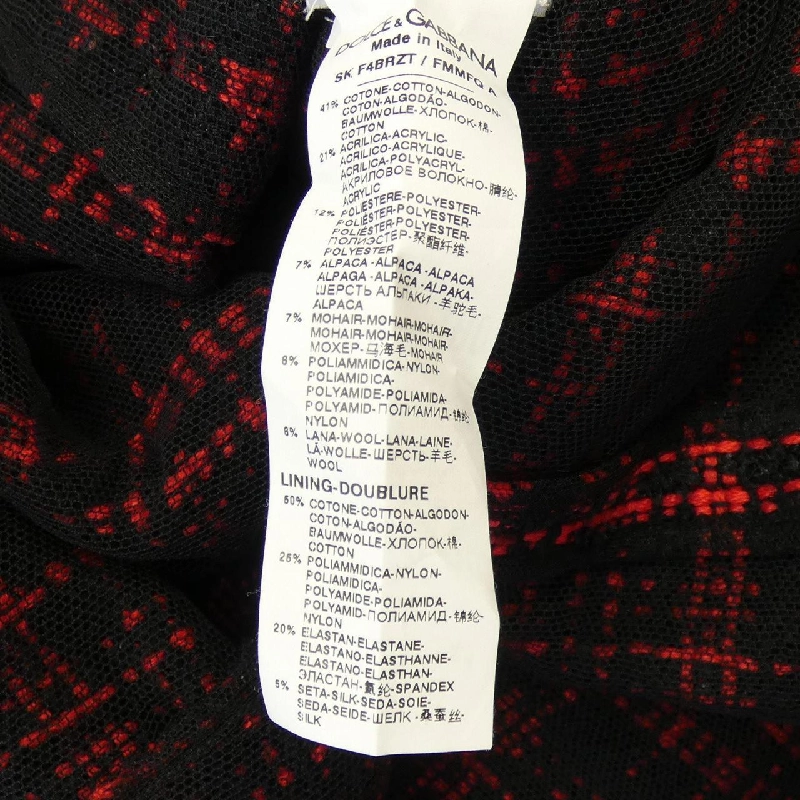 DOLCE & GABBANA
Made in Italy
SK F4BRZT / FMMFQ A
41% COTONE-COTTON-ALGODON-
COTON-ALGODÃO-
BAUMWOLLE-ХЛОПОК-棉-
COTTON
21% ACRILICA-ACRYLIC-
ACRILICO-ACRYLIQUE-
ACRILICA-POLYACRYL-
АКРИЛОВОЕ ВОЛОКНО-腈纶-
ACRYLIC
12% POLIESTERE-POLYESTER-
POLIÉSTER-POLYESTER-
POLIÉSTER-POLYESTER-
ПОЛИЭСТЕР-聚酯纤维-
POLYESTER
7% ALPACA-ALPACA-ALPACA
ALPAGA-ALPACA-ALPAKA-
ШЕРСТЬ АЛЬПАКИ-羊驼毛-
ALPACA
7% MOHAIR-MOHAIR-MOHAIR-
MOHAIR-MOHAIR-MOHAIR-
МОХЕР-马海毛-MOHAIR
6% POLIAMMIDICA-NYLON-
POLIAMIDICA-
POLYAMIDE-POLIAMIDA-
POLYAMID-ПОЛИАМИД-锦纶-
NYLON
6% LANA-WOOL-LANA-LAINE-
LÃ-WOLLE-ШЕРСТЬ-羊毛-
WOOL
LINING-DOUBLURE
50% COTONE-COTTON-ALGODON-
COTON-ALGODÃO-
BAUMWOLLE-ХЛОПОК-棉-
COTTON
25% POLIAMMIDICA-NYLON-
POLIAMIDICA-
POLYAMIDE-POLIAMIDA-
POLYAMID-ПОЛИАМИД-锦纶-
NYLON
20% ELASTAN-ELASTANE-
ELASTANO-ELASTHANNE-
ELASTANO-ELASTHAN-
ЭЛАСТАН-氨纶-SPANDEX
5% SETA-SILK-SEDA-SOIE-
SEDA-SEIDE-ШЕЛК-桑蚕丝-
SILK